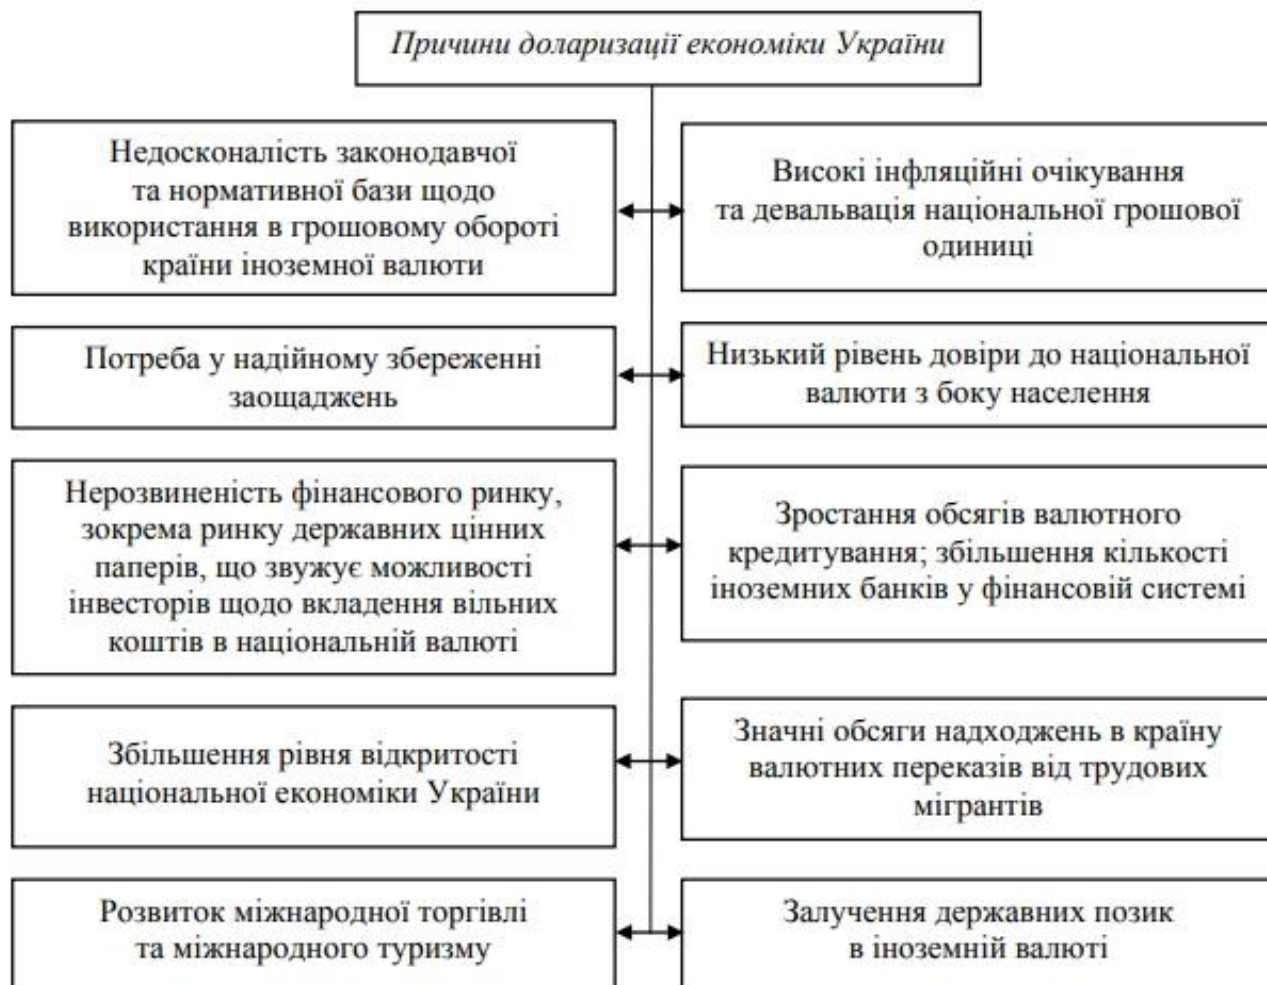 Причини доларизації економіки України
Недосконалість законодавчої
та нормативної бази щодо
використання в грошовому обороті
країни іноземної валюти
Високі інфляційні очікування
та девальвація національної грошової
одиниці
Потреба у надійному збереженні
заощаджень
Низький рівень довіри до національної
валюти з боку населення
Нерозвиненість фінансового ринку,
зокрема ринку державних цінних
паперів, що звужує можливості
інвесторів щодо вкладення вільних
коштів в національній валюті
Зростання обсягів валютного
кредитування; збільшення кількості
іноземних банків у фінансовій системі
Збільшення рівня відкритості
національної економіки України
Значні обсяги надходжень в країну
валютних переказів від трудових
мігрантів
Розвиток міжнародної торгівлі
та міжнародного туризму
Залучення державних позик
в іноземній валюті